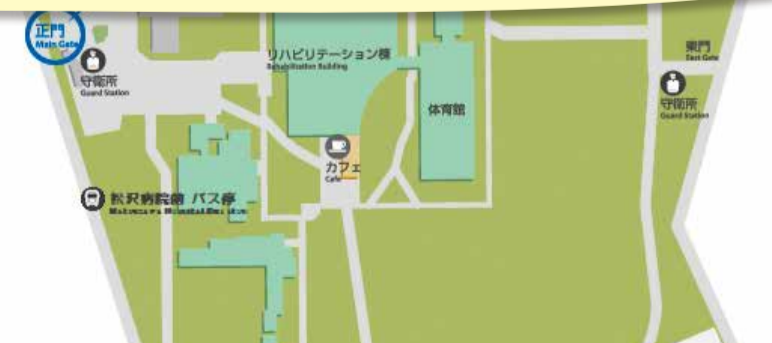 正門
Main Gate
守衛所
Guard Station
リハビリテーション棟
Rehabilitation Building
体育館
東門
East Gate
守衛所
Guard Station
カフェ
Cafe
松沢病院前 バス停